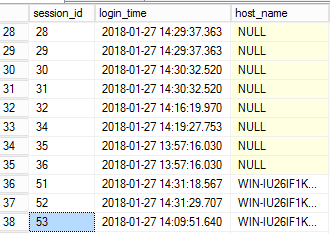 session_id login_time host_name
28 28 2018-01-27 14:29:37.363 NULL
29 29 2018-01-27 14:29:37.363 NULL
30 30 2018-01-27 14:30:32.520 NULL
31 31 2018-01-27 14:30:32.520 NULL
32 32 2018-01-27 14:16:19.970 NULL
33 34 2018-01-27 14:19:27.753 NULL
34 35 2018-01-27 13:57:16.030 NULL
35 36 2018-01-27 13:57:16.030 NULL
36 51 2018-01-27 14:31:18.567 WIN-IU26IF1K...
37 52 2018-01-27 14:31:29.707 WIN-IU26IF1K...
38 53 2018-01-27 14:09:51.640 WIN-IU26IF1K...